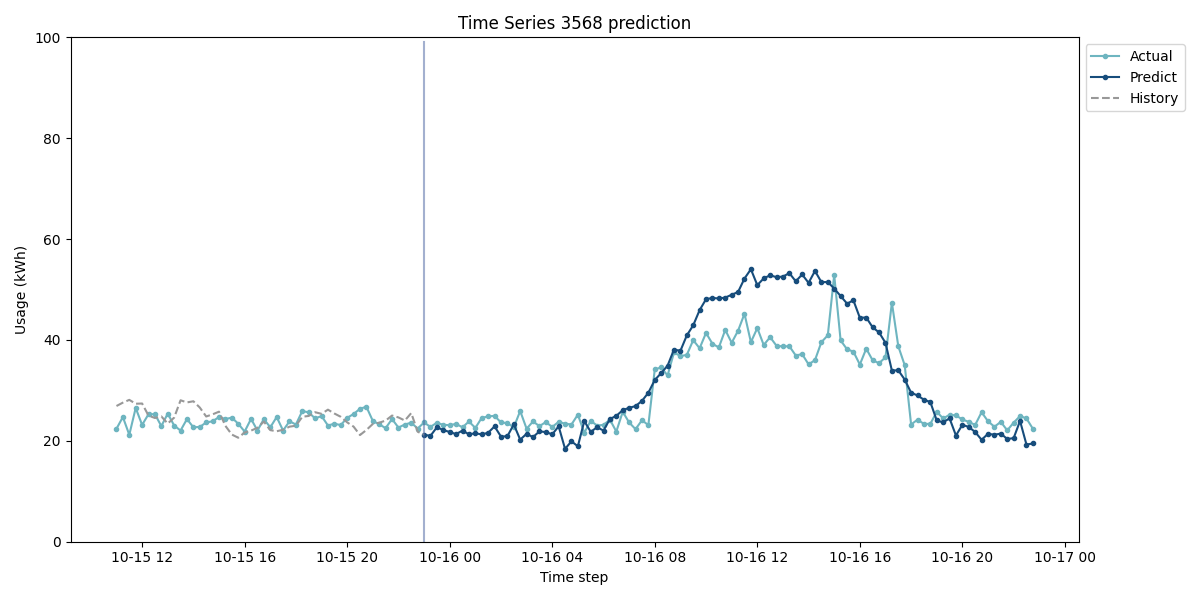 Time Series 3568 prediction
100
80
60
40
20
0
Usage (kWh)
10-15 12
10-15 16
10-15 20
10-16 00
10-16 04
10-16 08
10-16 12
10-16 16
10-16 20
10-17 00
Time step
Actual
Predict
History